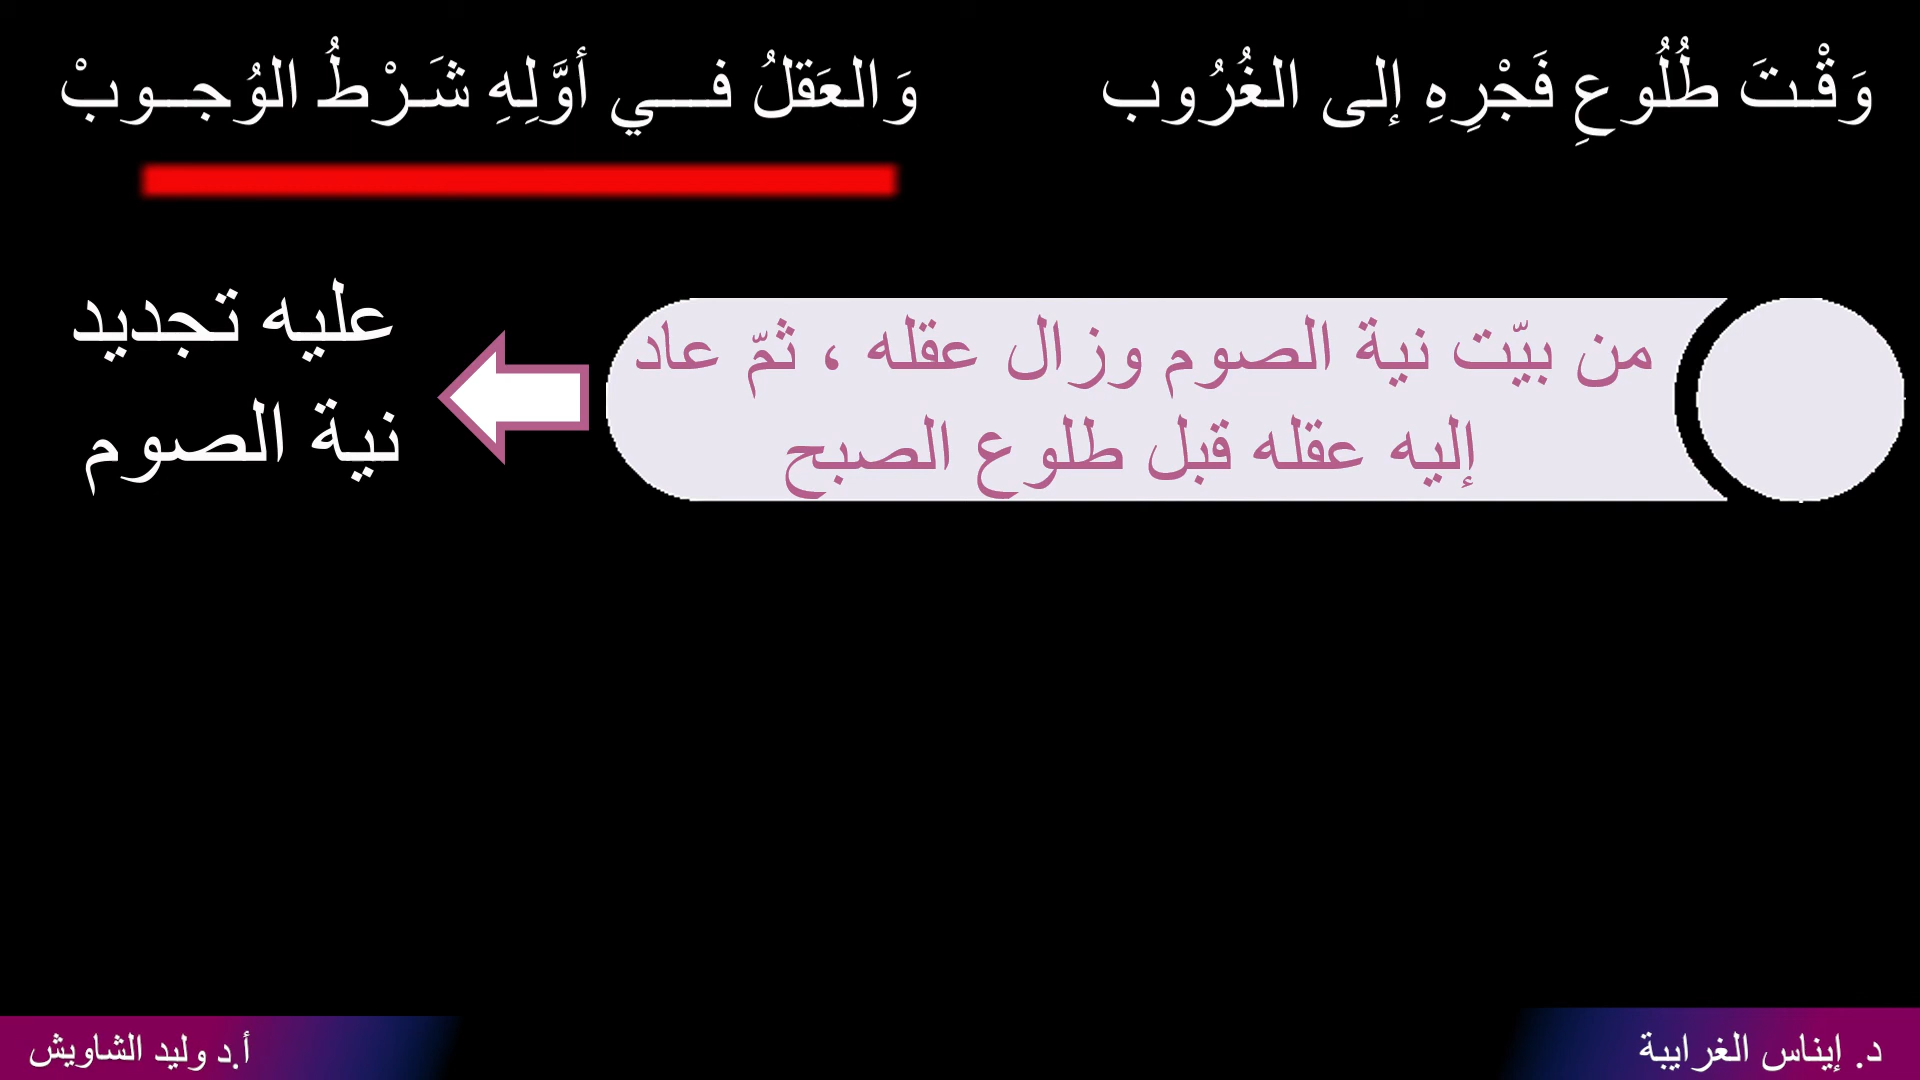 وَقْتَ طُلُوعِ فَجْرِهِ إلى الغُرُوب
وَالعَقلُ فـــي أوَّلِهِ شَـرْطُ الوُجــوبْ
من بيّت نية الصوم وزال عقله ، ثمّ عاد
إليه عقله قبل طلوع الصبح
عليه تجديد
نية الصوم
د. إيناس الغرايبة
أ.د وليد الشاويش